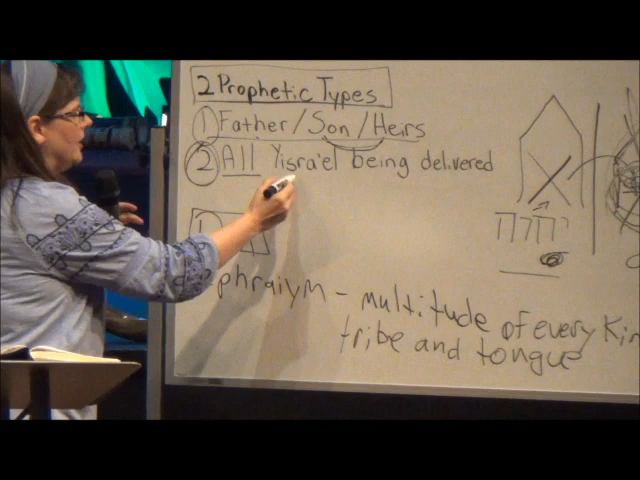 2 Prophetic Types
1 Father/Son/Heirs
2 All Yisra'el being delivered
יהוה
phraiym - multitude of every Kin
tribe and tongue